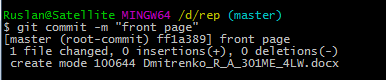 Ruslan@Satellite MINGW64 /d/rep (master)
$ git commit -m "front page"
[master (root-commit) ff1a389] front page
 1 file changed, 0 insertions(+), 0 deletions(-)
 create mode 100644 Dmitrenko_R_A_301ME_4LW.docx